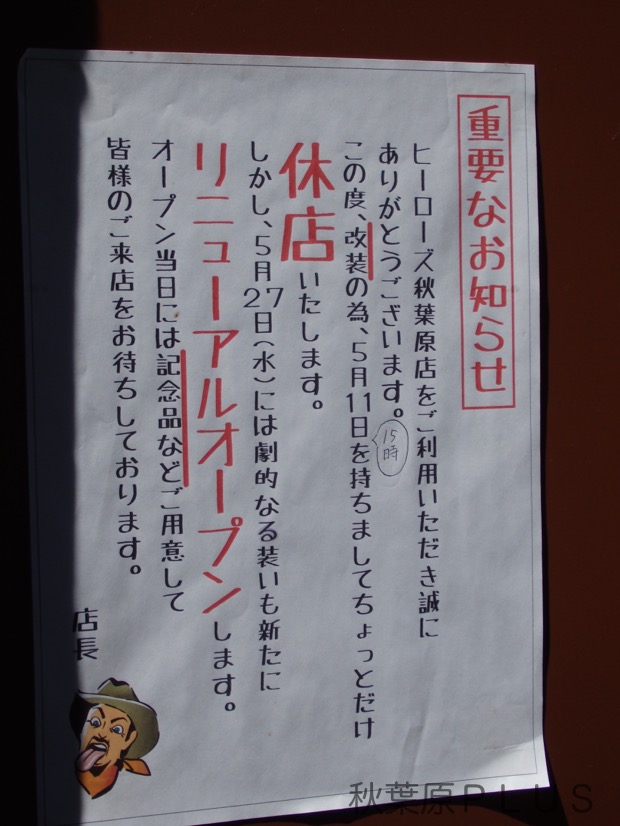 重要なお知らせ
ヒーローズ秋葉原店をご利用いただき誠に
ありがとうございます。
この度、改装の為、5月11日を持ちましてちょっとだけ
15時
休店いたします。
しかし、5月27日(水)には劇的なる装いも新たに
リニューアルオープンします。
オープン当日には記念品などご用意して
皆様のご来店をお待ちしております。
店長
秋葉原PLUS